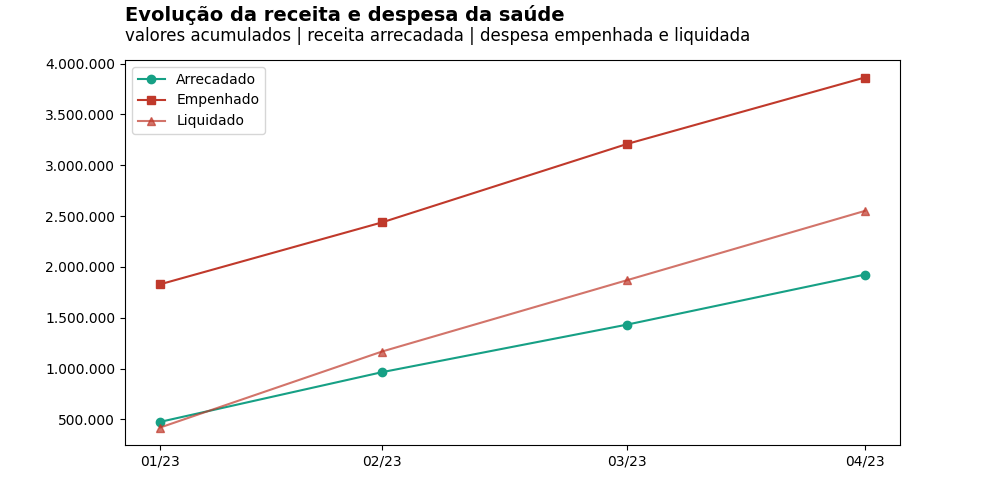 Evolução da receita e despesa da saúde
valores acumulados | receita arrecadada | despesa empenhada e liquidada
4.000.000
3.500.000
3.000.000
2.500.000
2.000.000
1.500.000
1.000.000
500.000
Arrecadado
Empenhado
Liquidado
01/23
02/23
03/23
04/23